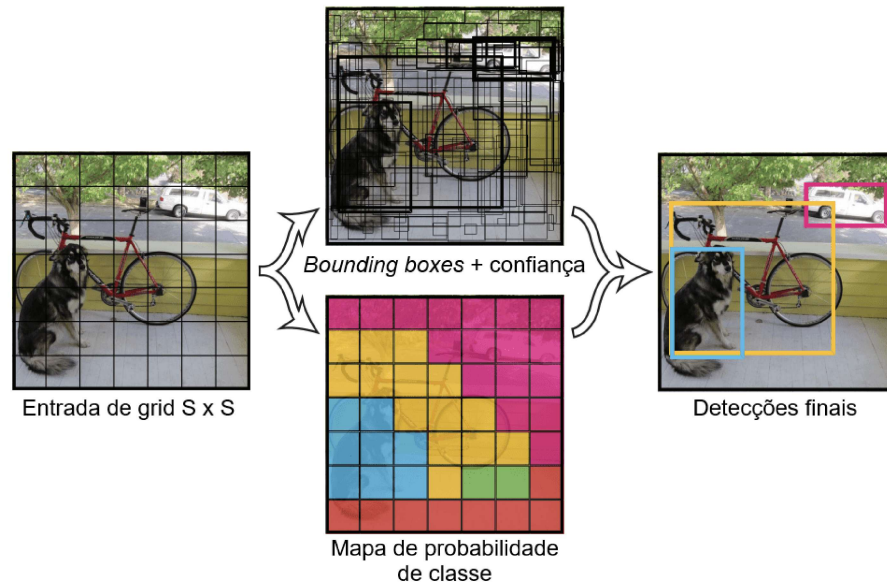 Bounding boxes + confiança
Entrada de grid S x S
Detecções finais
Mapa de probabilidade
de classe